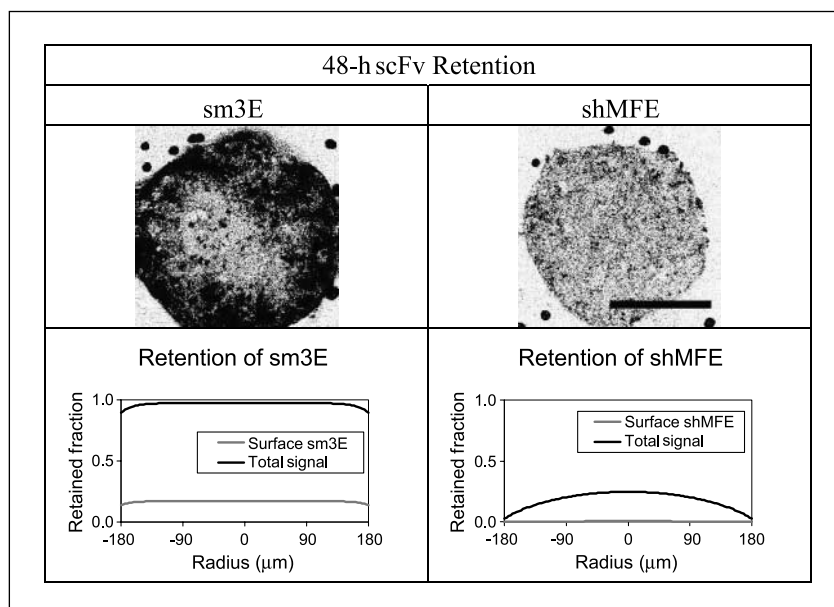 48-h scFv Retention
sm3E
shMFE
Retention of sm3E
Retained fraction
1.0
0.5
0.0
Surface sm3E
Total signal
-180
-90
0
90
180
Radius (μm)
Retention of shMFE
Retained fraction
1.0
0.5
0.0
Surface shMFE
Total signal
-180
-90
0
90
180
Radius (μm)